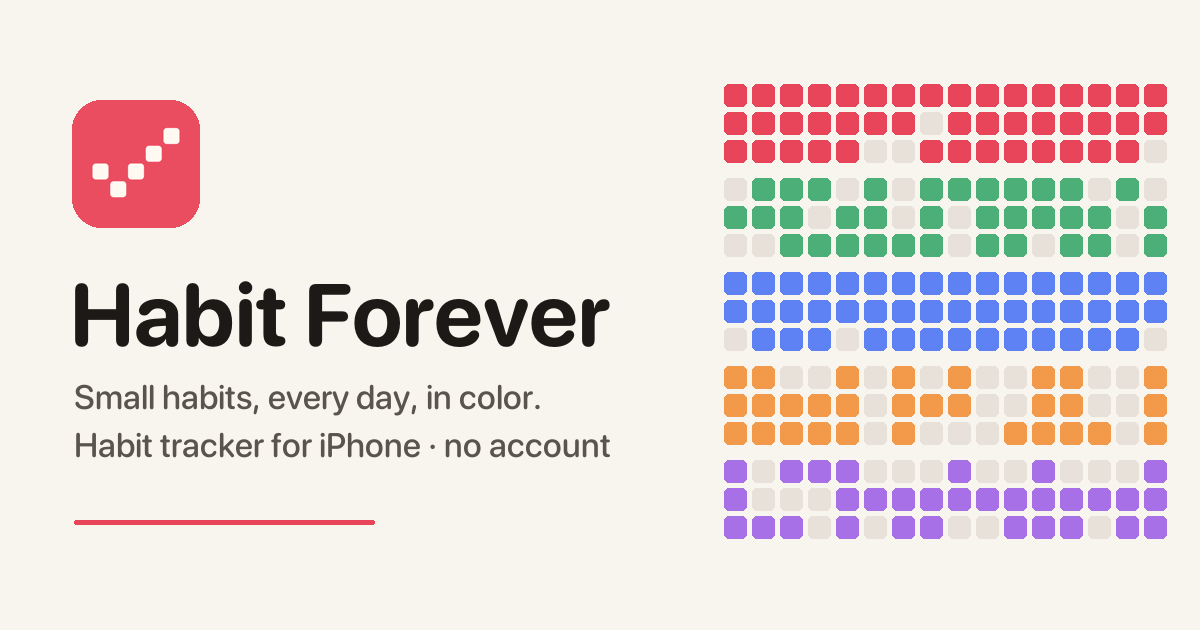 Habit Forever
Small habits, every day, in color.
Habit tracker for iPhone · no account